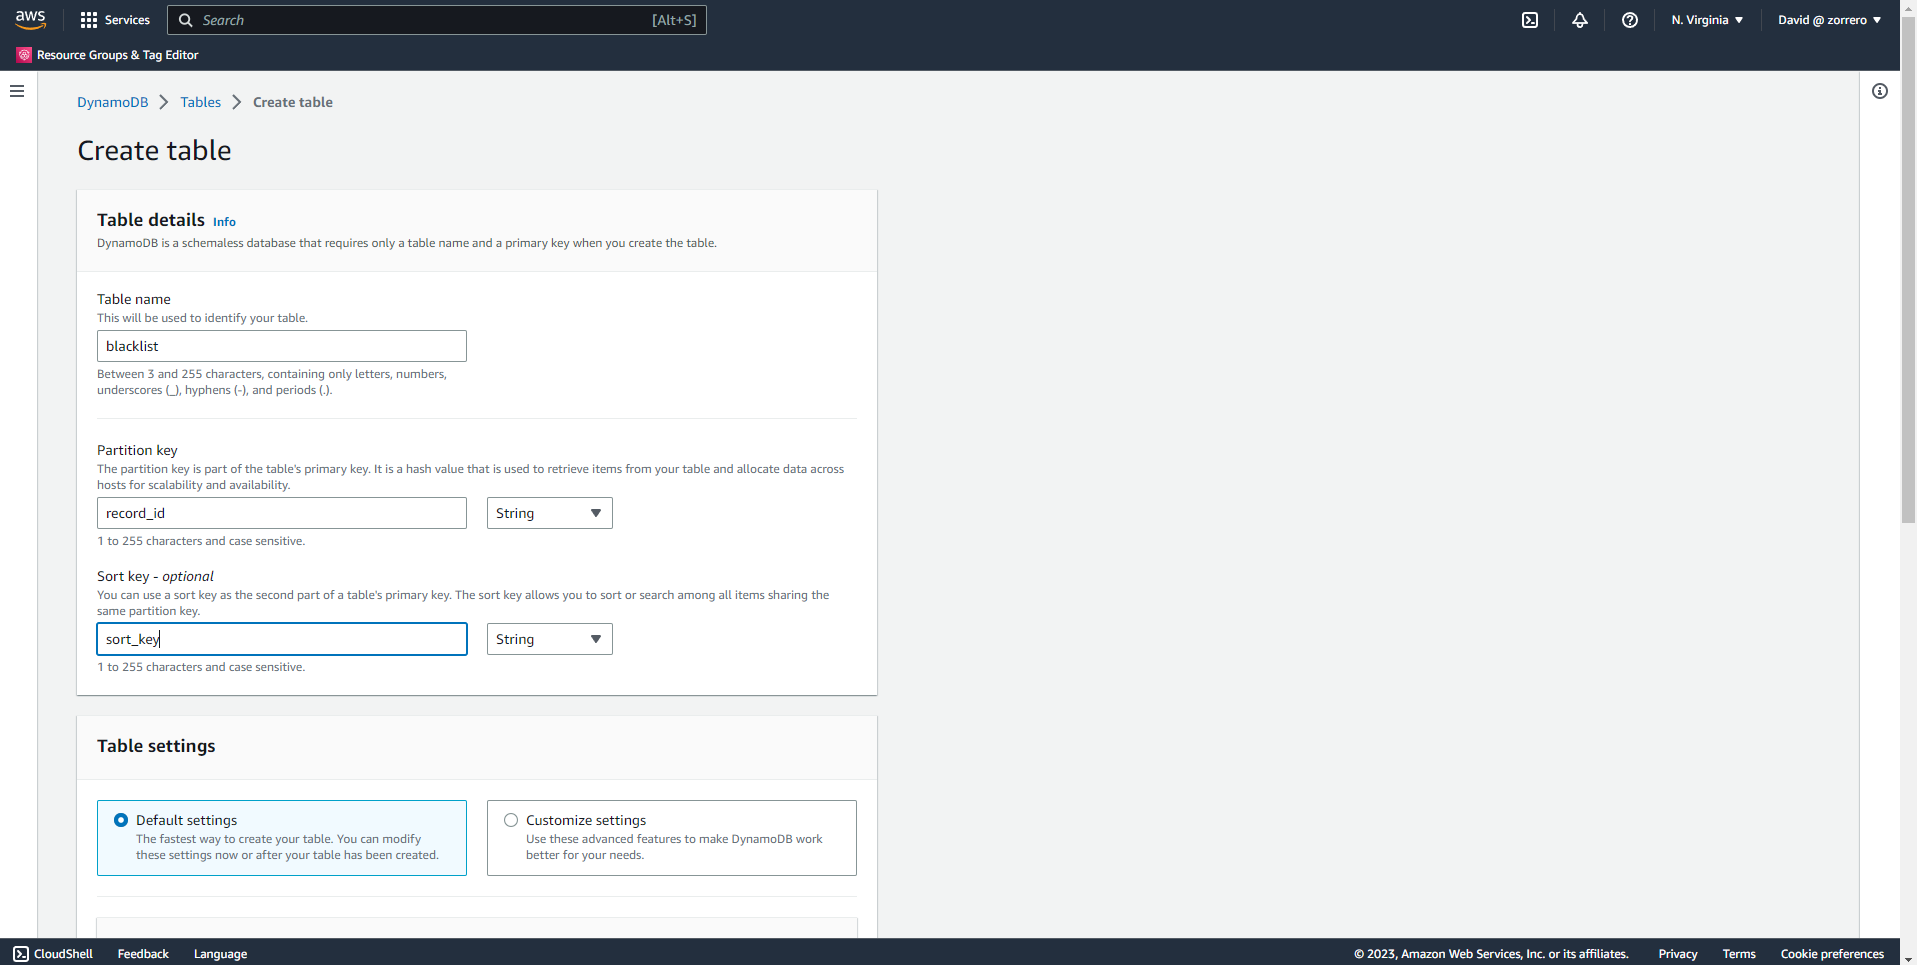 aws
Services
Search
[Alt+S]
N. Virginia
David @ zorrero
Resource Groups & Tag Editor
DynamoDB
Tables
Create table
Create table
Table details Info
DynamoDB is a schemaless database that requires only a table name and a primary key when you create the table.
Table name
This will be used to identify your table.
blacklist
Between 3 and 255 characters, containing only letters, numbers,
underscores (_), hyphens (-), and periods (.).
Partition key
The partition key is part of the table's primary key. It is a hash value that is used to retrieve items from your table and allocate data across
hosts for scalability and availability.
record_id
String
1 to 255 characters and case sensitive.
Sort key - optional
You can use a sort key as the second part of a table's primary key. The sort key allows you to sort or search among all items sharing the
same partition key.
sort_key
String
1 to 255 characters and case sensitive.
Table settings
Default settings
The fastest way to create your table. You can modify
these settings now or after your table has been created.
Customize settings
Use these advanced features to make DynamoDB work
better for your needs.
CloudShell
Feedback
Language
© 2023, Amazon Web Services, Inc. or its affiliates.
Privacy
Terms
Cookie preferences